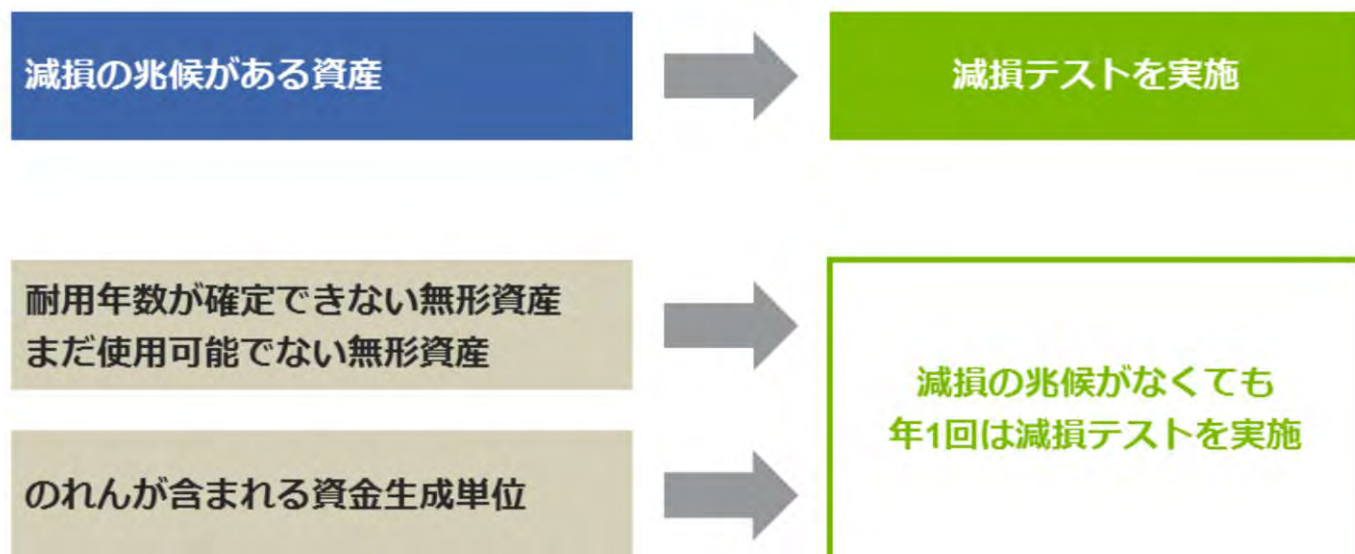 減損の兆候がある資産
減損テストを実施
耐用年数が確定できない無形資産
まだ使用可能でない無形資産
減損の兆候がなくても
年1回は減損テストを実施
のれんが含まれる資金生成単位